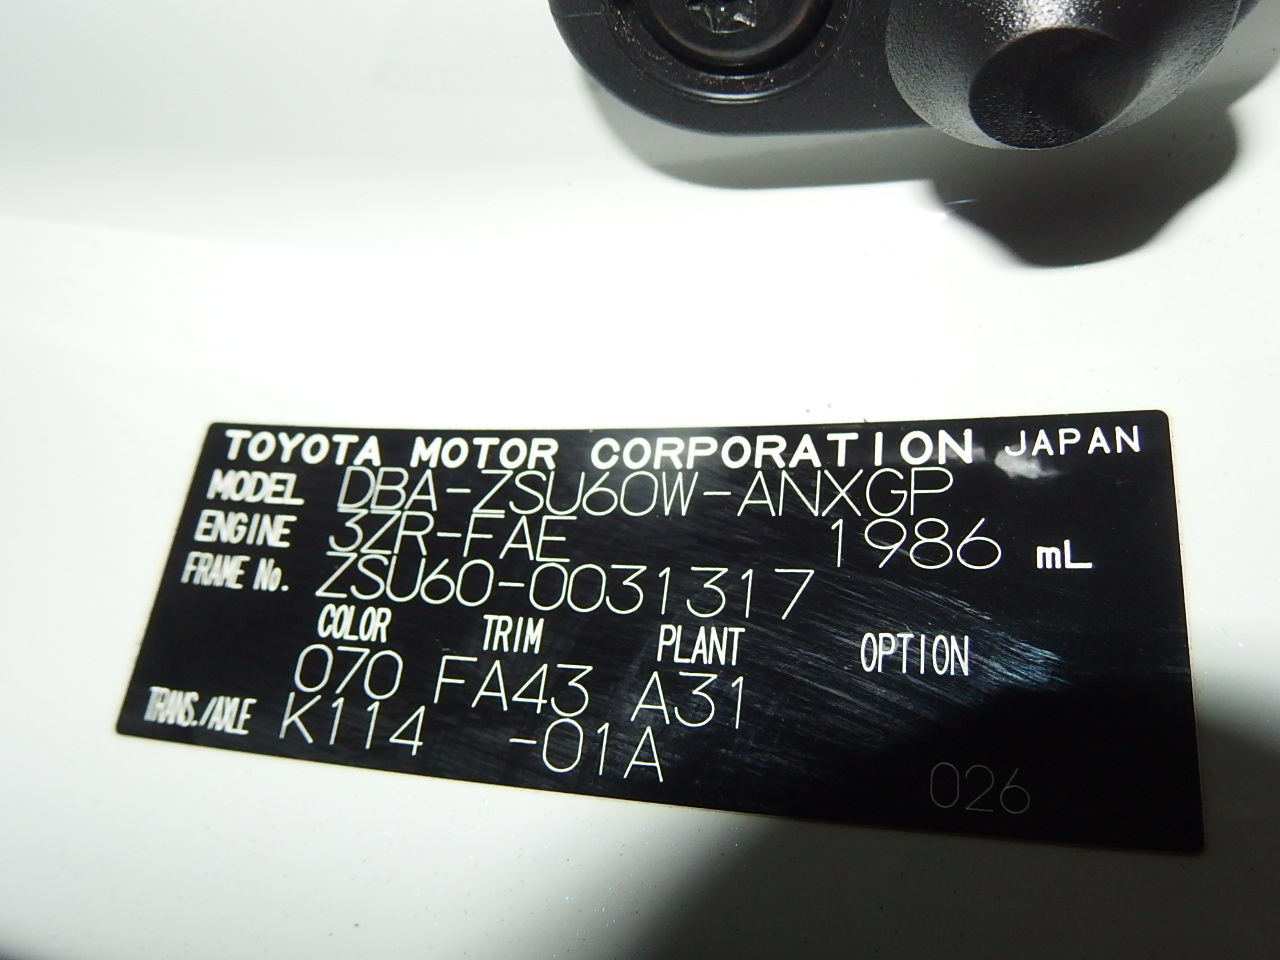 TOYOTA MOTOR CORPORATION JAPAN
MODEL DBA-ZSU60W-ANXGP
ENGINE 3ZR-FAE 1986 mL
FRAME No. ZSU60-0031317
COLOR TRIM PLANT OPTION
070 FA43 A31
TRANS./AXLE K114 -01A
026